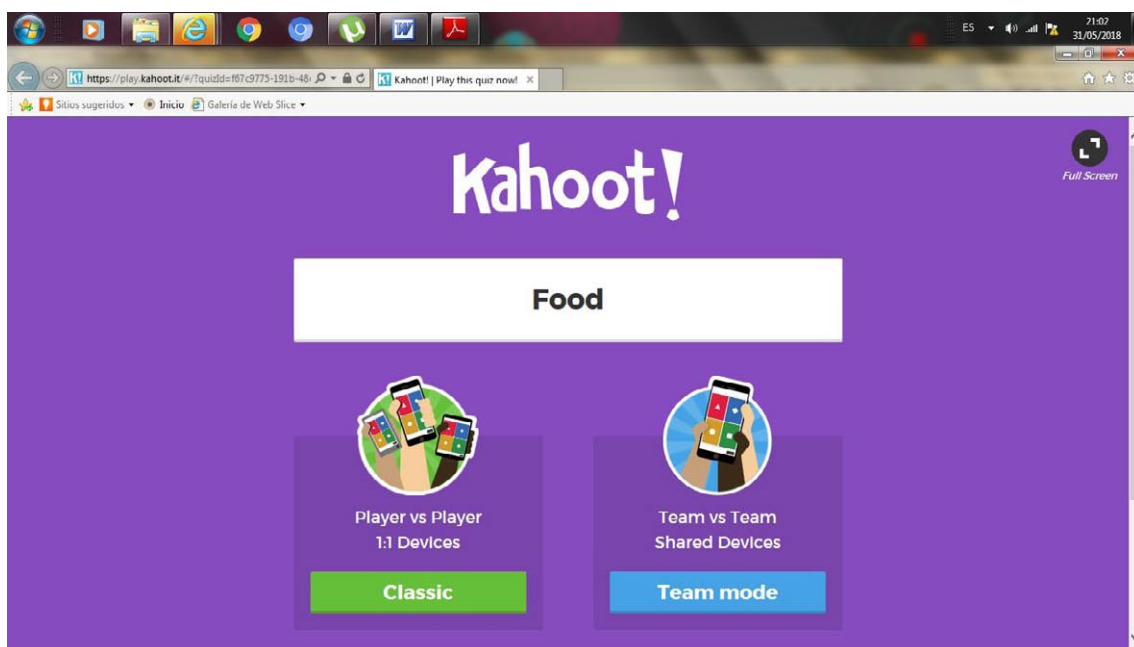 ES
21:02
31/05/2018
https://play.kahoot.it/#/?quizId=f67c9775-191b-48
K! Kahoot! | Play this quiz now!
Sitios sugeridos
Inicio
Galería de Web Slice
Kahoot!
Full Screen
Food
Player vs Player
1:1 Devices
Classic
Team vs Team
Shared Devices
Team mode